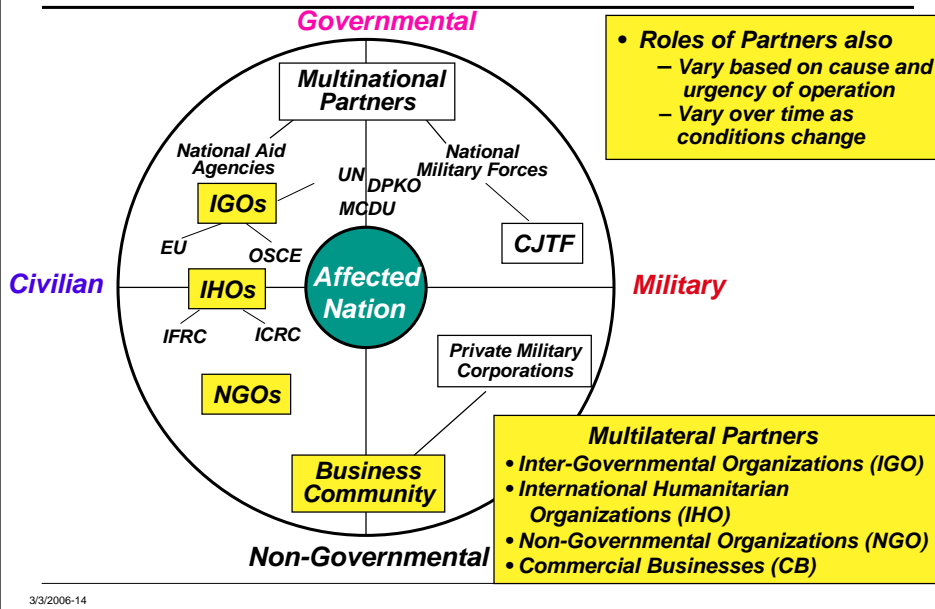 Governmental
• Roles of Partners also
– Vary based on cause and
urgency of operation
– Vary over time as
conditions change
Multinational
Partners
National Aid
Agencies
National
Military Forces
UN
DPKO
MCDU
IGOs
EU
OSCE
CJTF
Civilian
IHOs
Affected
Nation
Military
IFRC
ICRC
Private Military
Corporations
NGOs
Business
Community
Multilateral Partners
• Inter-Governmental Organizations (IGO)
• International Humanitarian
Organizations (IHO)
• Non-Governmental Organizations (NGO)
• Commercial Businesses (CB)
Non-Governmental
3/3/2006-14